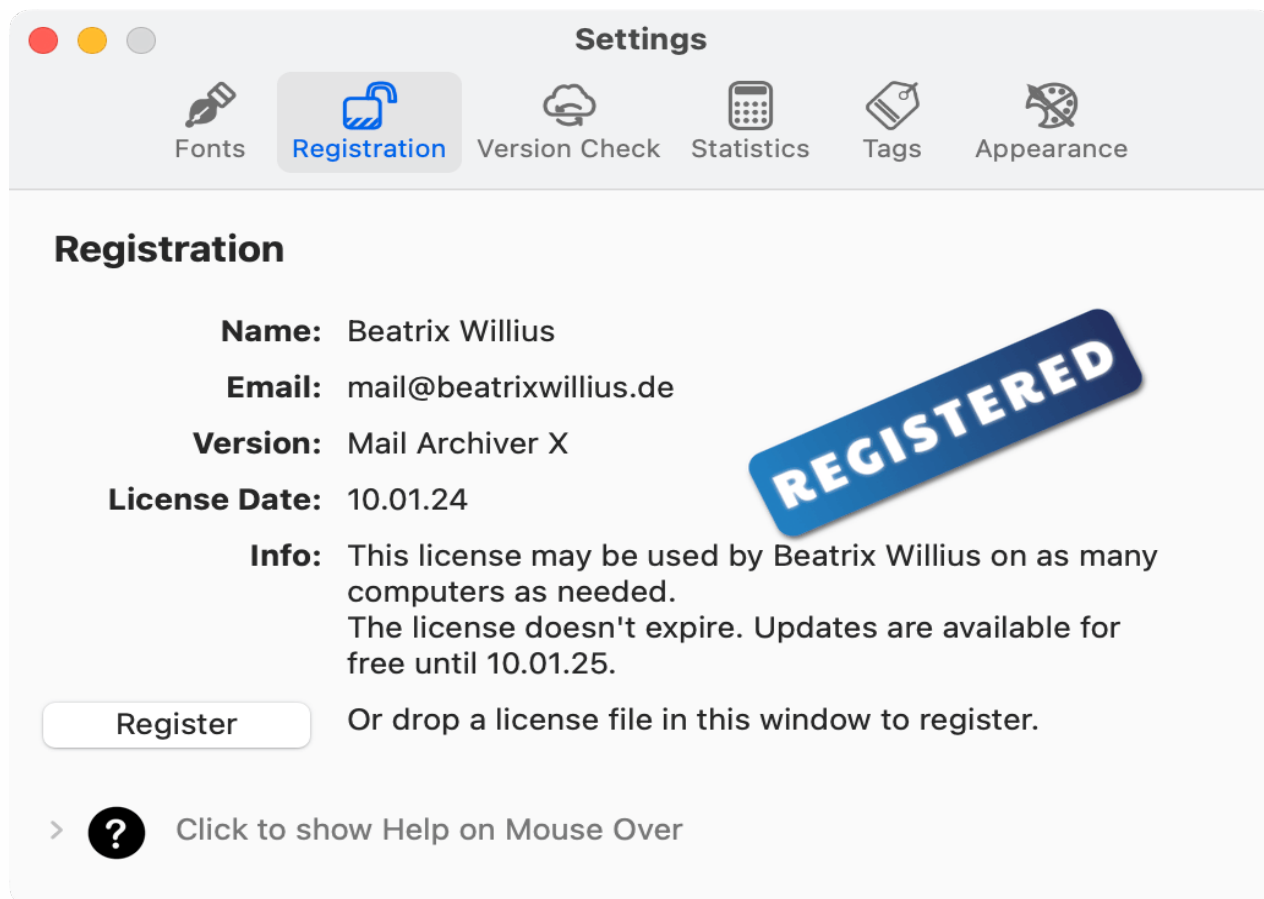 Settings
Fonts
Registration
Version Check
Statistics
Tags
Appearance
Registration
Name: Beatrix Willius
Email: mail@beatrixwillius.de
Version: Mail Archiver X
License Date: 10.01.24
REGISTERED
Info: This license may be used by Beatrix Willius on as many
computers as needed.
The license doesn't expire. Updates are available for
free until 10.01.25.
Register Or drop a license file in this window to register.
? Click to show Help on Mouse Over